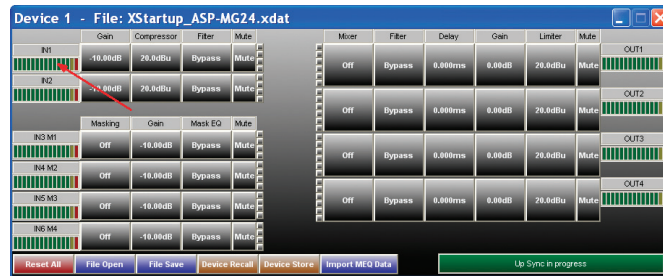 Device 1 - File: XStartup_ASP-MG24.xdat
Gain Compressor Filter Mute
IN1 -10.00dB 20.0dBu Bypass Mute
IN2 -10.00dB 20.0dBu Bypass Mute
Masking Gain Mask EQ Mute
IN3 M1 Off -10.00dB Bypass Mute
IN4 M2 Off -10.00dB Bypass Mute
IN5 M3 Off -10.00dB Bypass Mute
IN6 M4 Off -10.00dB Bypass Mute
Mixer Filter Delay Gain Limiter Mute
Off Bypass 0.000ms 0.00dB 20.0dBu Mute OUT1
Off Bypass 0.000ms 0.00dB 20.0dBu Mute OUT2
Off Bypass 0.000ms 0.00dB 20.0dBu Mute OUT3
Off Bypass 0.000ms 0.00dB 20.0dBu Mute OUT4
Reset All File Open File Save Device Recall Device Store Import MEQ Data Up Sync in progress